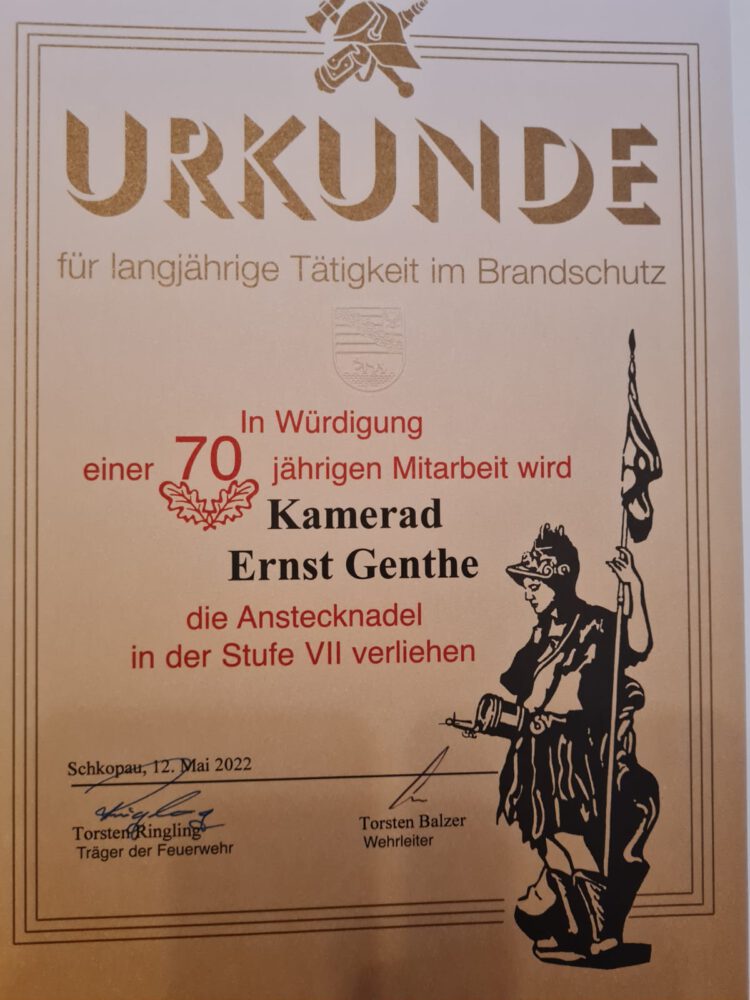 URKUNDE
für langjährige Tätigkeit im Brandschutz
In Würdigung
einer 70 jährigen Mitarbeit wird
Kamerad
Ernst Genthe
die Anstecknadel
in der Stufe VII verliehen
Schkopau, 12. Mai 2022
Torsten Ringling
Träger der Feuerwehr
Torsten Balzer
Wehrleiter